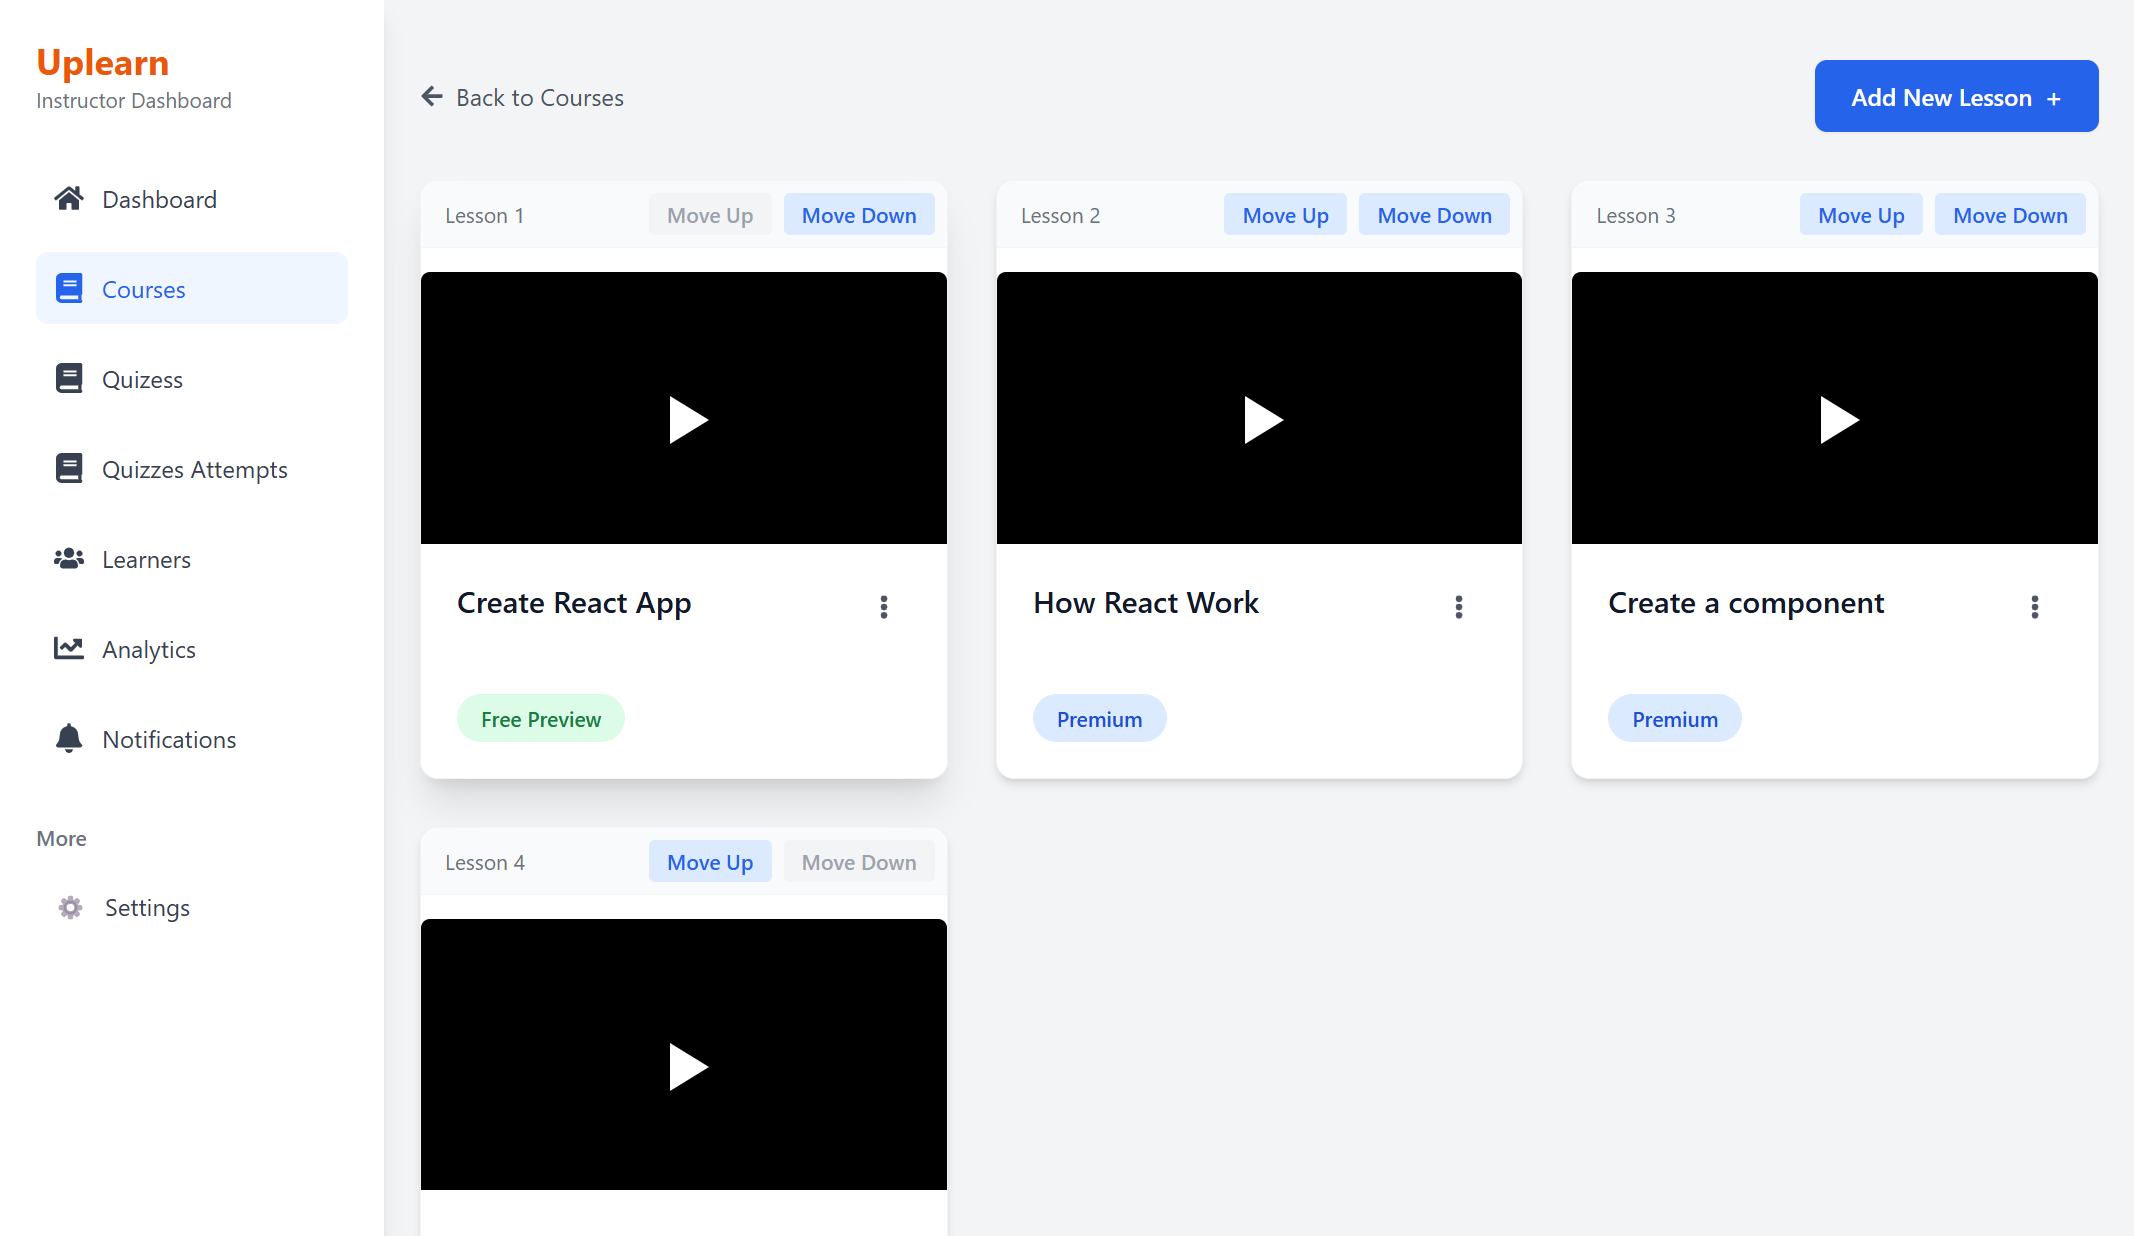 Uplearn
Instructor Dashboard
Dashboard
Courses
Quizess
Quizzes Attempts
Learners
Analytics
Notifications
More
Settings
Back to Courses
Add New Lesson +
Lesson 1 Move Up Move Down
Create React App
Free Preview
Lesson 2 Move Up Move Down
How React Work
Premium
Lesson 3 Move Up Move Down
Create a component
Premium
Lesson 4 Move Up Move Down